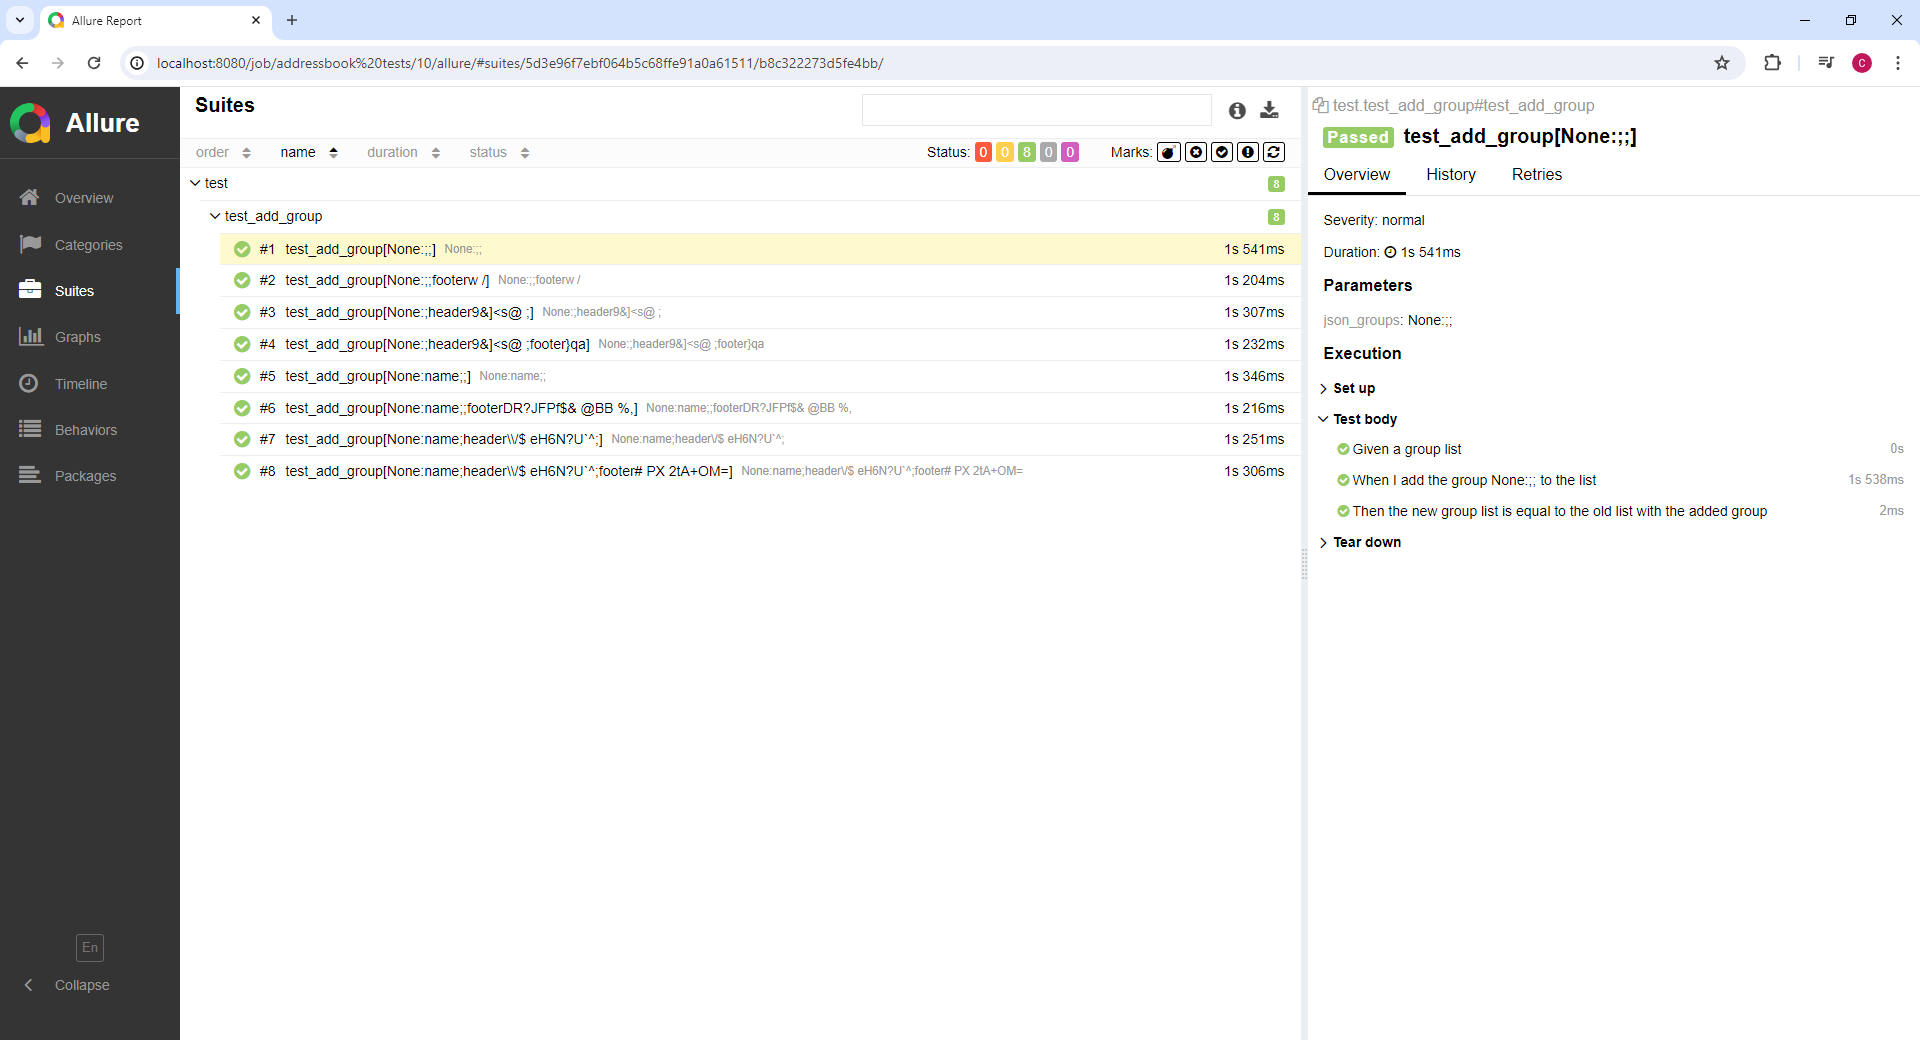 Allure Report
localhost:8080/job/addressbook%20tests/10/allure/#suites/5d3e96f7ebf064b5c68ffe91a0a61511/b8c322273d5fe4bb/
C
Allure
Overview
Categories
Suites
Graphs
Timeline
Behaviors
Packages
En
Collapse
Suites
order name duration status Status: 0 0 8 0 0 Marks:
test 8
test_add_group 8
#1 test_add_group[None:;;] None:;; 1s 541ms
#2 test_add_group[None:;;footerw /] None:;;footerw / 1s 204ms
#3 test_add_group[None:;header9&]<s@ ;] None:;header9&]<s@ ; 1s 307ms
#4 test_add_group[None:;header9&]<s@ ;footer}qa] None:;header9&]<s@ ;footer}qa 1s 232ms
#5 test_add_group[None:name;;] None:name;; 1s 346ms
#6 test_add_group[None:name;;footerDR?JFPf$& @BB %,] None:name;;footerDR?JFPf$& @BB %, 1s 216ms
#7 test_add_group[None:name;header\\/$ eH6N?U`^;] None:name;header\/$ eH6N?U`^; 1s 251ms
#8 test_add_group[None:name;header\\/$ eH6N?U`^;footer# PX 2tA+OM=] None:name;header\/$ eH6N?U`^;footer# PX 2tA+OM= 1s 306ms
test.test_add_group#test_add_group
Passed test_add_group[None:;;]
Overview History Retries
Severity: normal
Duration: 1s 541ms
Parameters
json_groups: None:;;
Execution
Set up
Test body
Given a group list 0s
When I add the group None:;; to the list 1s 538ms
Then the new group list is equal to the old list with the added group 2ms
Tear down